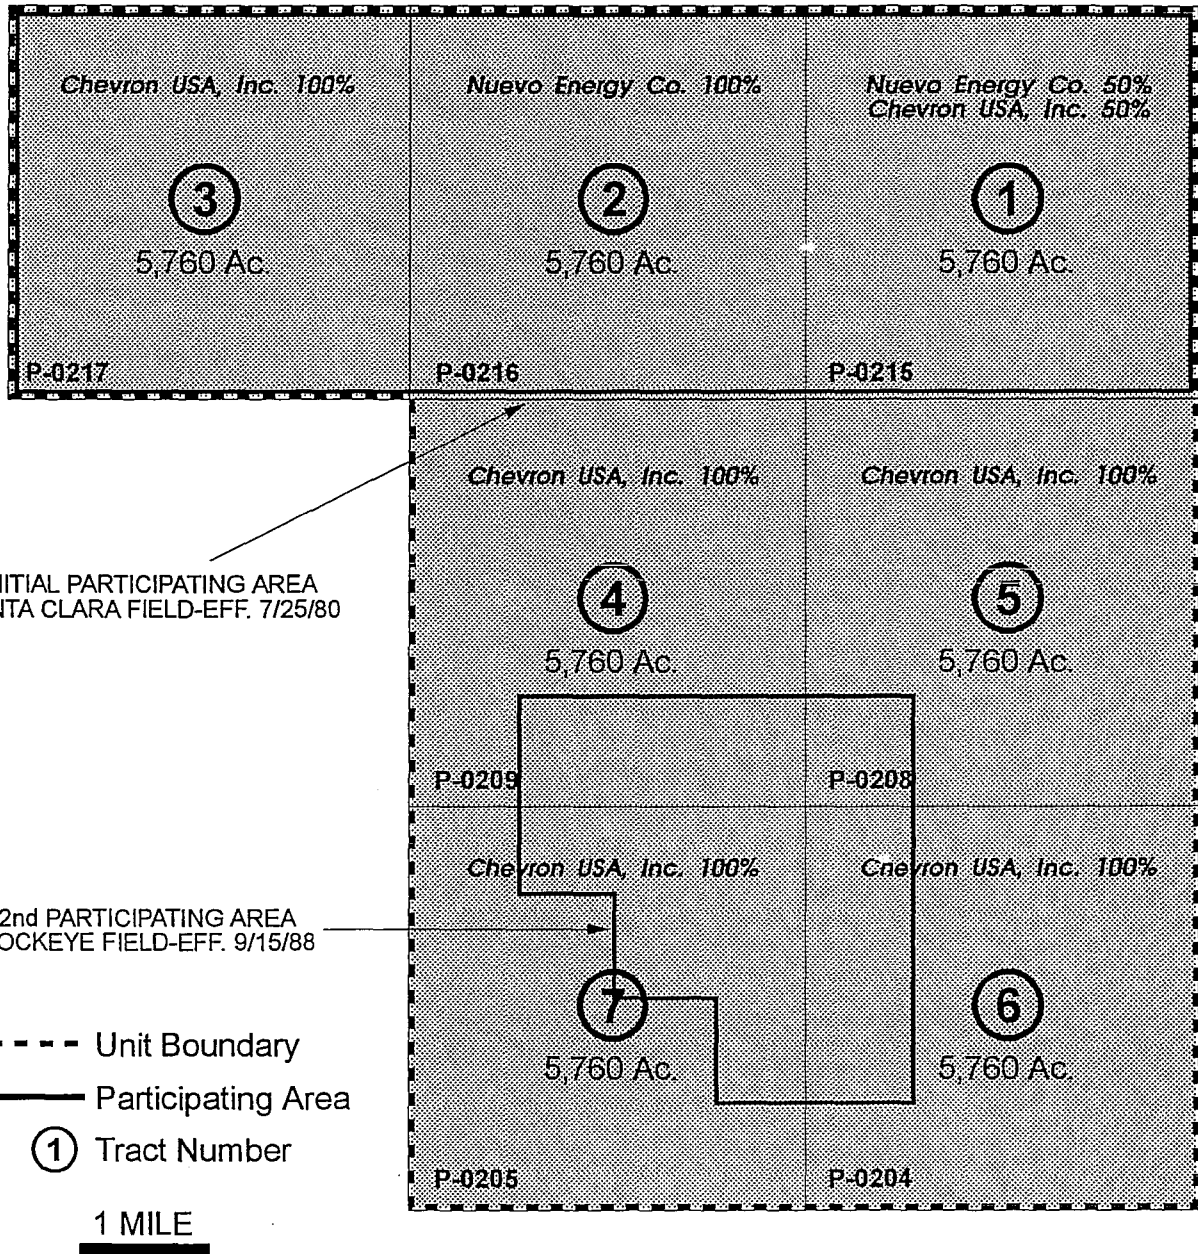 Chevron USA, Inc. 100%
Nuevo Energy Co. 100%
Nuevo Energy Co. 50%
Chevron USA, Inc. 50%
3
2
1
5,760 Ac.
5,760 Ac.
5,760 Ac.
P-0217
P-0216
P-0215
Chevron USA, Inc. 100%
Chevron USA, Inc. 100%
NITIAL PARTICIPATING AREA
NTA CLARA FIELD-EFF. 7/25/80
4
5
5,760 Ac.
5,760 Ac.
P-0209
P-0208
Chevron USA, Inc. 100%
Chevron USA, Inc. 100%
2nd PARTICIPATING AREA
OCKEYE FIELD-EFF. 9/15/88
7
6
5,760 Ac.
5,760 Ac.
Unit Boundary
Participating Area
1 Tract Number
P-0205
P-0204
1 MILE